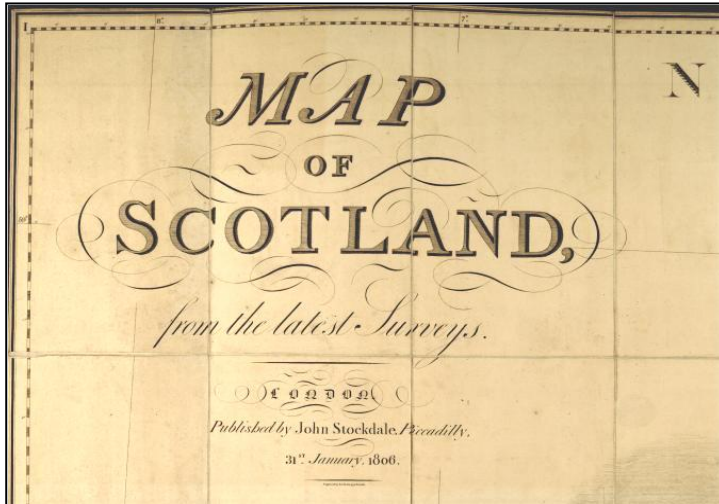 MAP
N
OF
SCOTLAND,
from the latest Surveys.
LONDON.
Published by John Stockdale, Piccadilly,
31st. January, 1806.